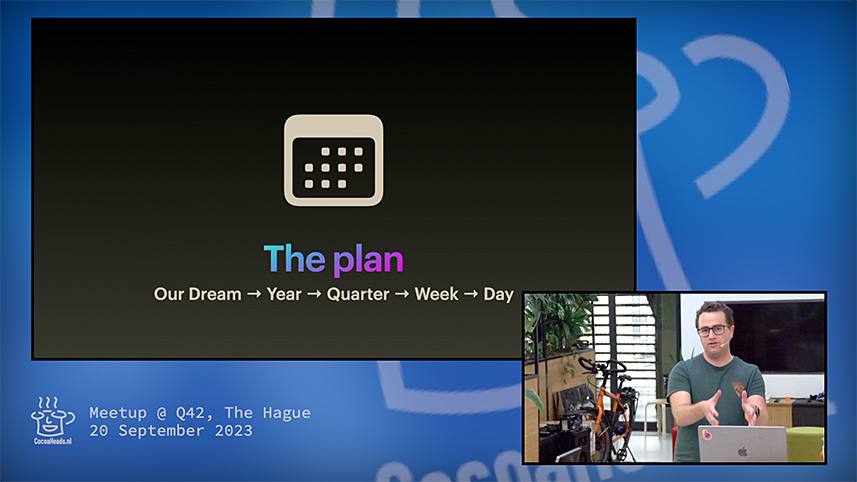 The plan
Our Dream → Year → Quarter → Week → Day
Meetup @ Q42, The Hague
20 September 2023
CocoaHeads.nl